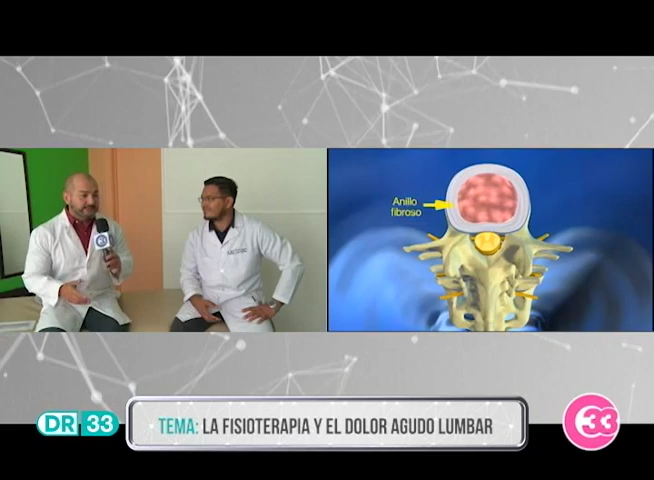 Anillo
fibroso
DR 33
TEMA: LA FISIOTERAPIA Y EL DOLOR AGUDO LUMBAR
33